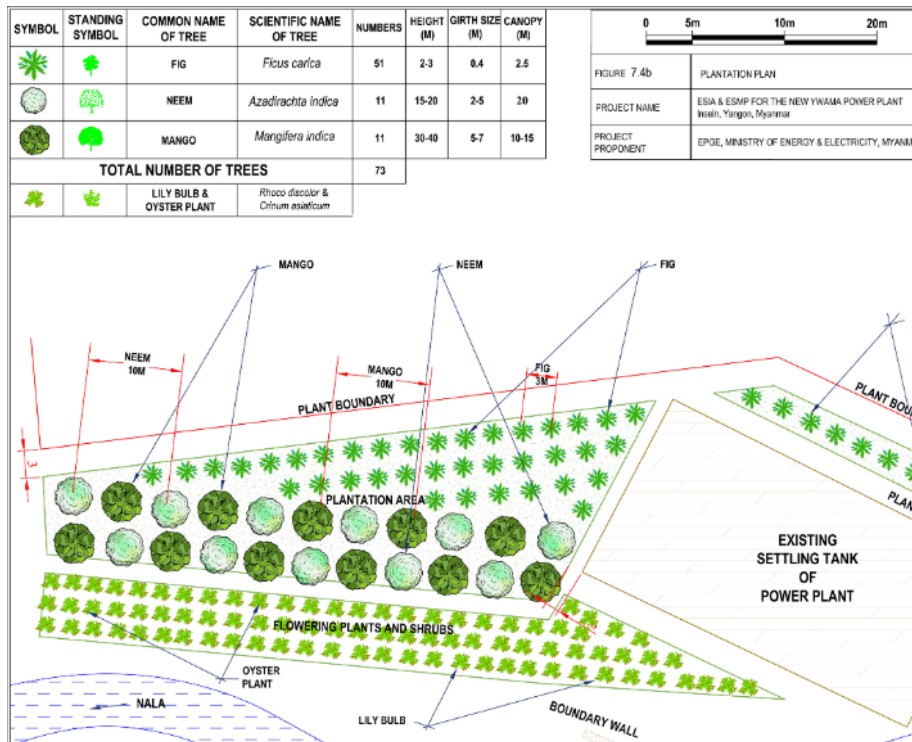 SYMBOL
STANDING
SYMBOL
COMMON NAME
OF TREE
SCIENTIFIC NAME
OF TREE
NUMBERS
HEIGHT
(M)
GIRTH SIZE
(M)
CANOPY
(M)
FIG
Ficus carica
51
2-3
0.4
2.5
NEEM
Azadirachta indica
11
15-20
2-5
20
MANGO
Mangifera indica
11
30-40
5-7
10-15
TOTAL NUMBER OF TREES
73
LILY BULB &
OYSTER PLANT
Rhoco discolor &
Crinum asiaticum
0
5m
10m
20m
FIGURE 7.4b
PLANTATION PLAN
PROJECT NAME
ESIA & ESMP FOR THE NEW YWAMA POWER PLANT
Insein, Yangon, Myanmar
PROJECT
PROPONENT
EPGE, MINISTRY OF ENERGY & ELECTRICITY, MYANM
MANGO
NEEM
FIG
NEEM
10M
MANGO
10M
FIG
3M
PLANT BOUNDARY
PLANT BOU
3
PLANTATION AREA
PLAN
EXISTING
SETTLING TANK
OF
POWER PLANT
FLOWERING PLANTS AND SHRUBS
OYSTER
PLANT
NALA
LILY BULB
BOUNDARY WALL